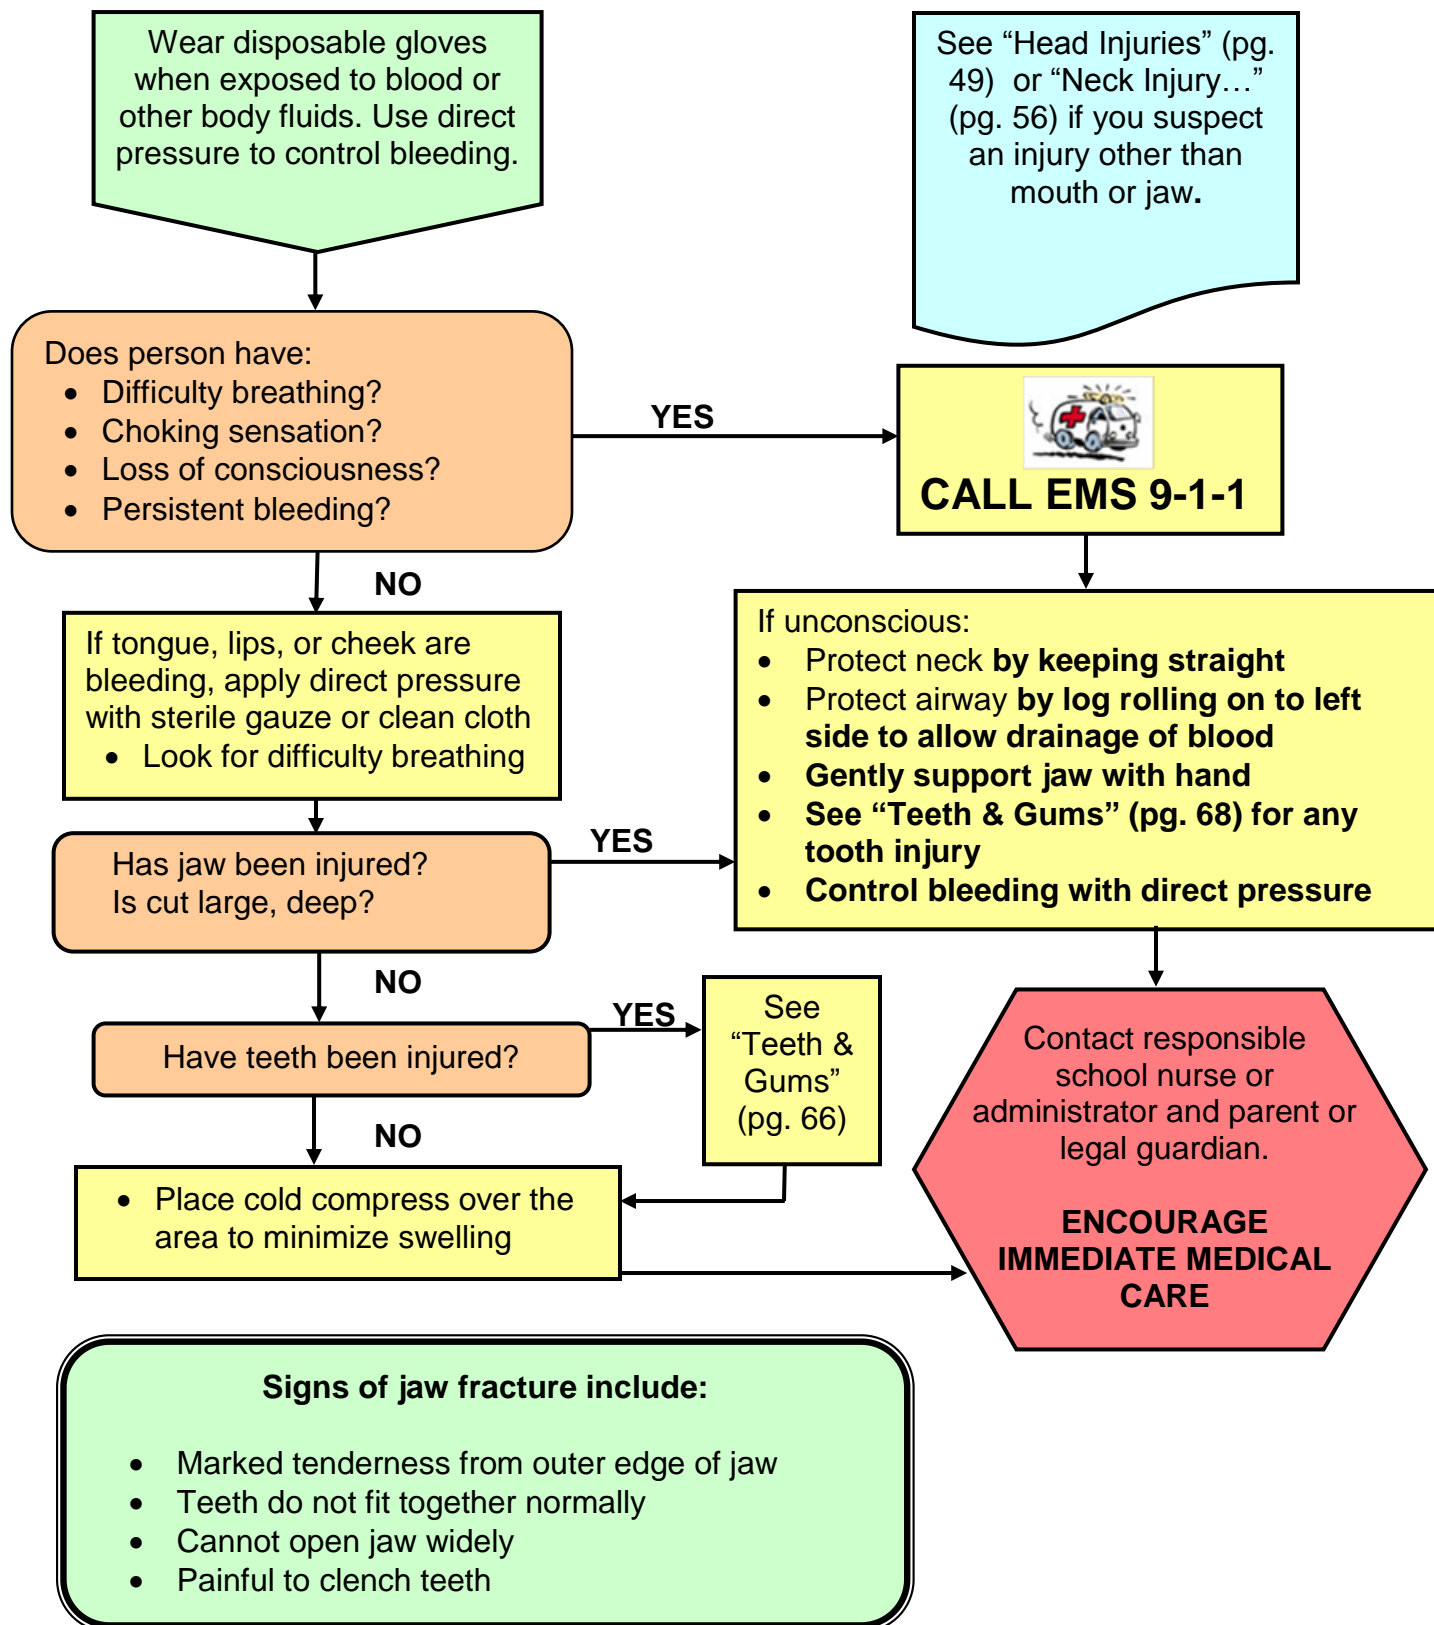 Wear disposable gloves
when exposed to blood or
other body fluids. Use direct
pressure to control bleeding.
See “Head Injuries” (pg.
49) or “Neck Injury…”
(pg. 56) if you suspect
an injury other than
mouth or jaw.
Does person have:
• Difficulty breathing?
• Choking sensation?
• Loss of consciousness?
• Persistent bleeding?
YES
CALL EMS 9-1-1
NO
If tongue, lips, or cheek are
bleeding, apply direct pressure
with sterile gauze or clean cloth
• Look for difficulty breathing
If unconscious:
• Protect neck by keeping straight
• Protect airway by log rolling on to left
side to allow drainage of blood
• Gently support jaw with hand
• See “Teeth & Gums” (pg. 68) for any
tooth injury
• Control bleeding with direct pressure
Has jaw been injured?
Is cut large, deep?
YES
NO
Have teeth been injured?
YES
See
“Teeth &
Gums”
(pg. 66)
NO
• Place cold compress over the
area to minimize swelling
Contact responsible
school nurse or
administrator and parent or
legal guardian.
ENCOURAGE
IMMEDIATE MEDICAL
CARE
Signs of jaw fracture include:
• Marked tenderness from outer edge of jaw
• Teeth do not fit together normally
• Cannot open jaw widely
• Painful to clench teeth